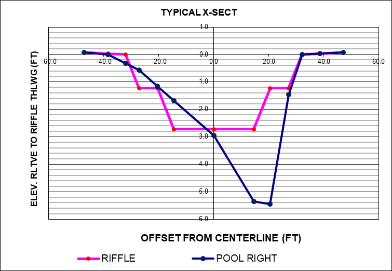 TYPICAL X-SECT
1.0
60.0 40.0 20.0 0.0 0.0 20.0 40.0 60.0
1.0
2.0
3.0
4.0
5.0
6.0
ELEV. RLTVE TO RIFFLE THLWG (FT)
OFFSET FROM CENTERLINE (FT)
RIFFLE POOL RIGHT